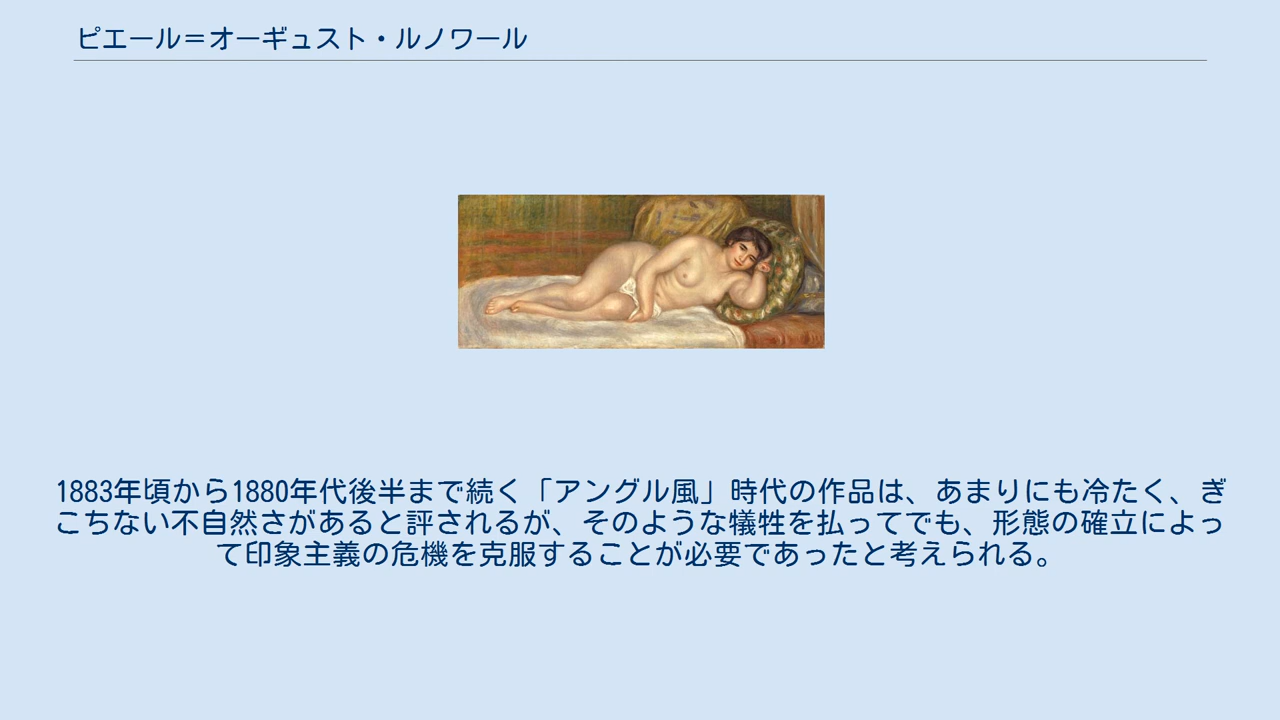 ピエール＝オーギュスト・ルノワール
1883年頃から1880年代後半まで続く「アングル風」時代の作品は、あまりにも冷たく、ぎ
こちない不自然さがあると評されるが、そのような犠牲を払ってでも、形態の確立によっ
て印象主義の危機を克服することが必要であったと考えられる。